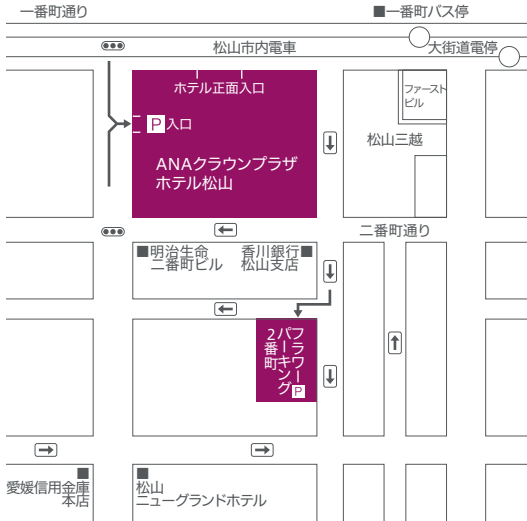 一番町通り
■一番町バス停
松山市内電車
大街道電停
ホテル正面入口
ファースト
ビル
P入口
松山三越
ANAクラウンプラザ
ホテル松山
二番町通り
■明治生命
二番町ビル
香川銀行■
松山支店
フラワー
パーキング
2番町
P
■
愛媛信用金庫
本店
■
松山
ニューグランドホテル